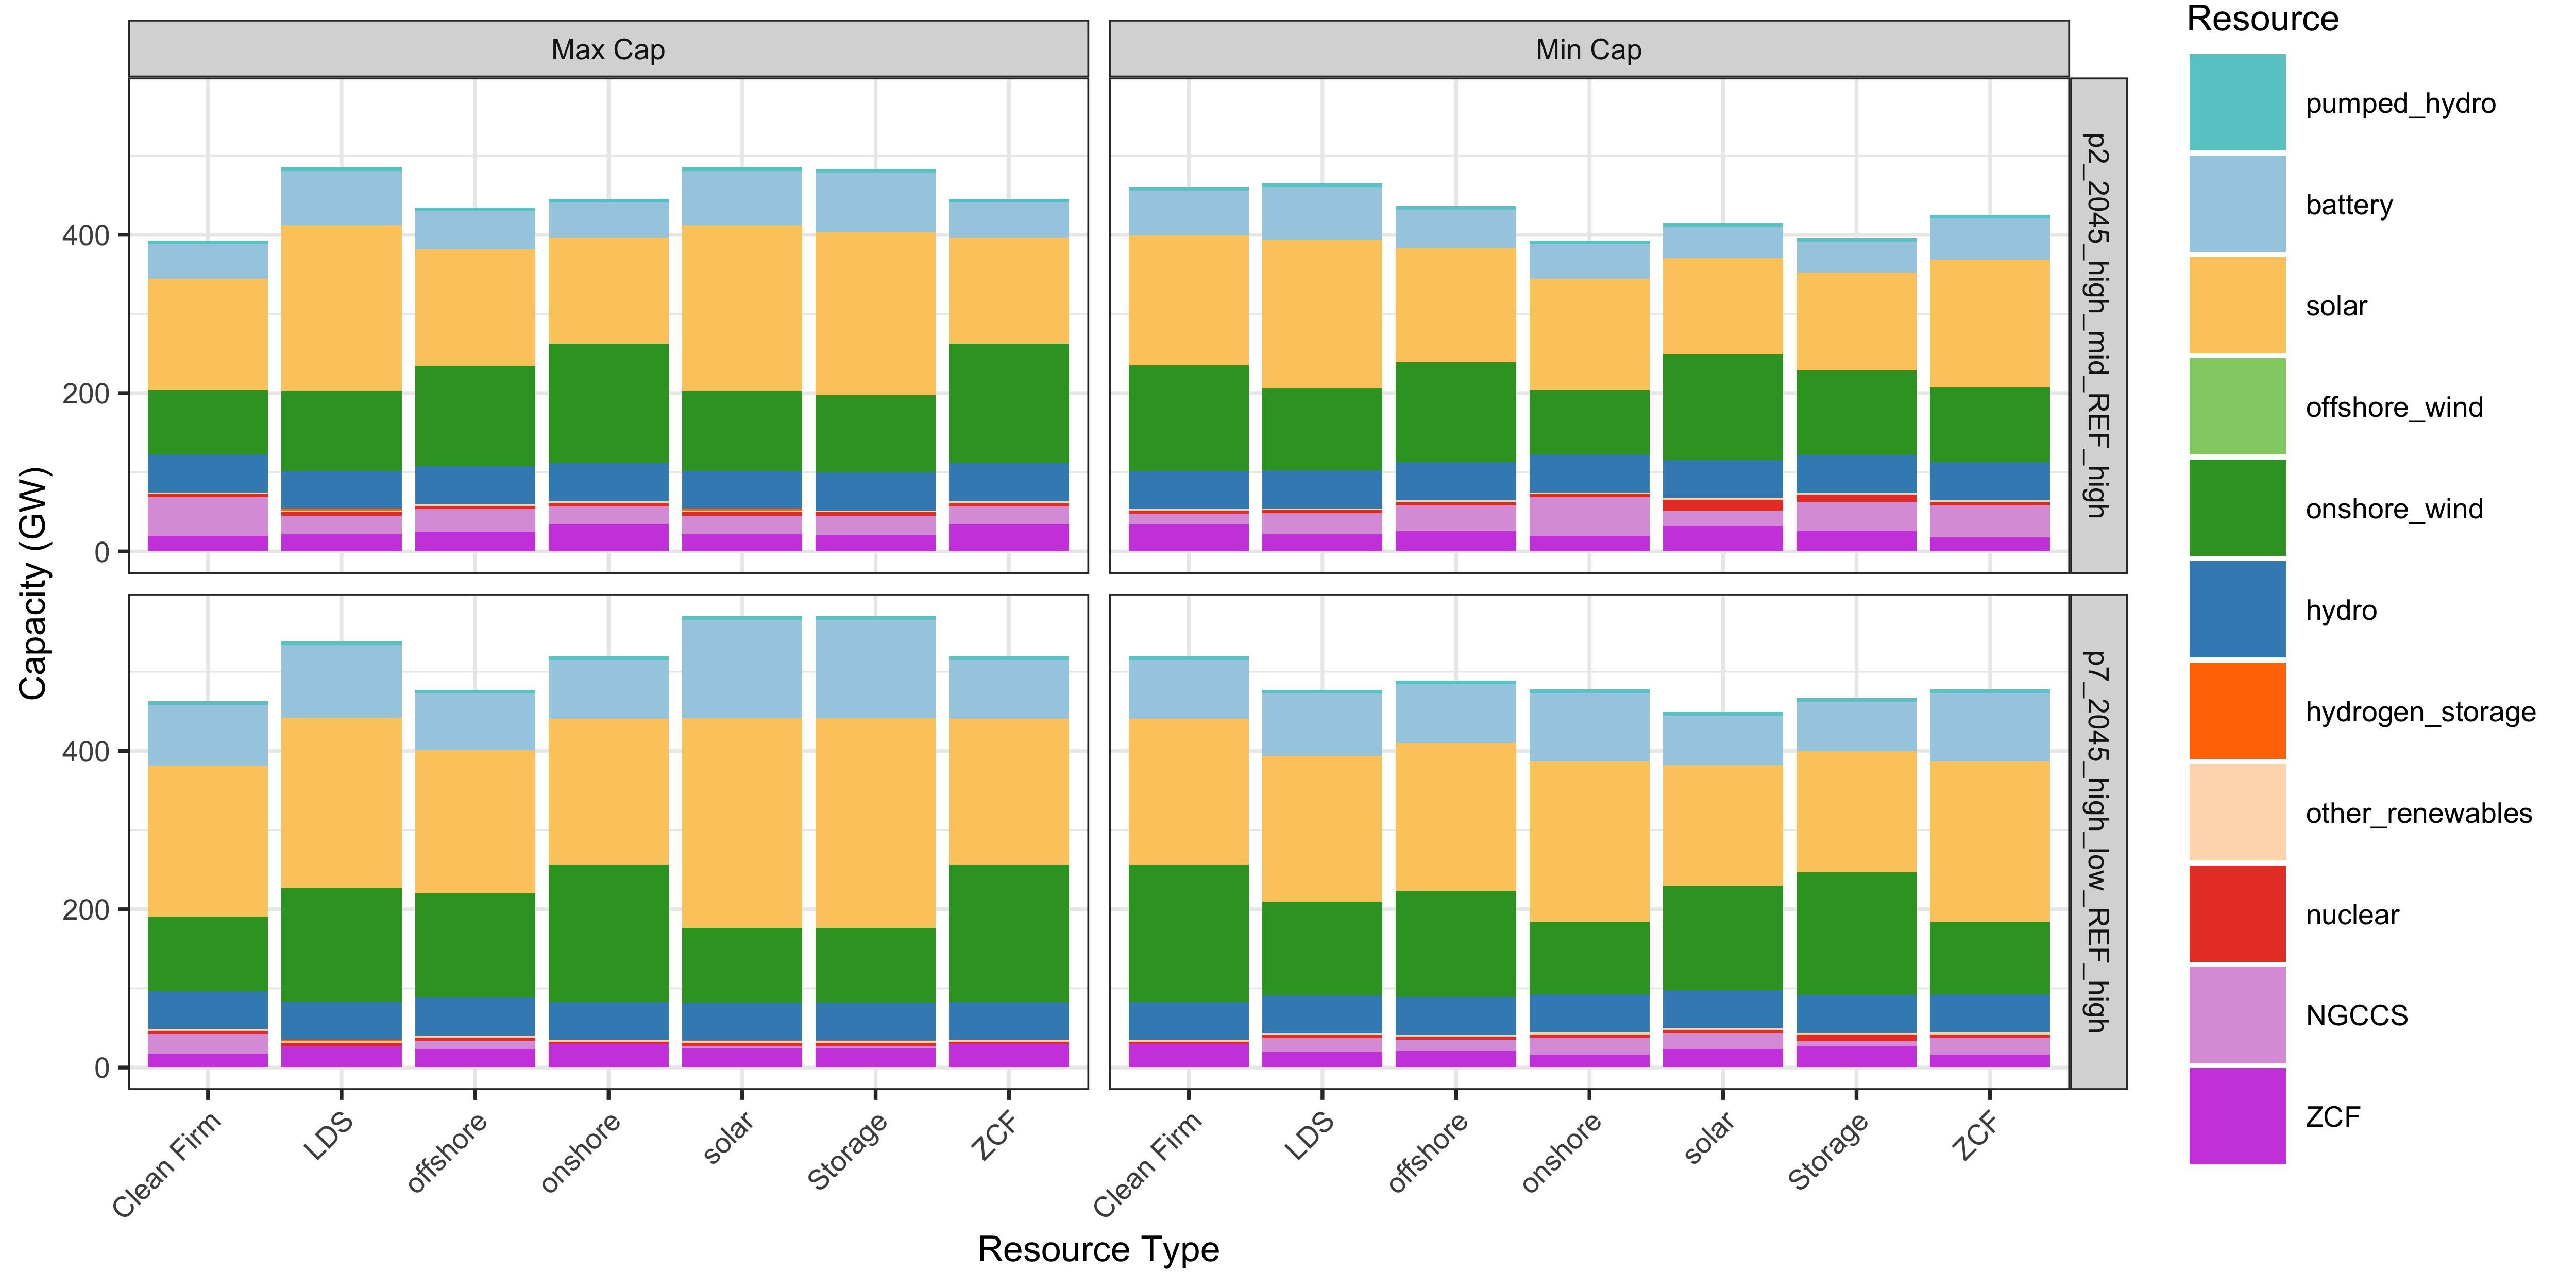 Max Cap
Min Cap
Resource
pumped_hydro
battery
solar
offshore_wind
onshore_wind
hydro
hydrogen_storage
other_renewables
nuclear
NGCCS
ZCF
p2_2045_high_mid_REF_high
p7_2045_high_low_REF_high
Capacity (GW)
400
200
0
400
200
0
Clean Firm
LDS
offshore
onshore
solar
Storage
ZCF
Clean Firm
LDS
offshore
onshore
solar
Storage
ZCF
Resource Type